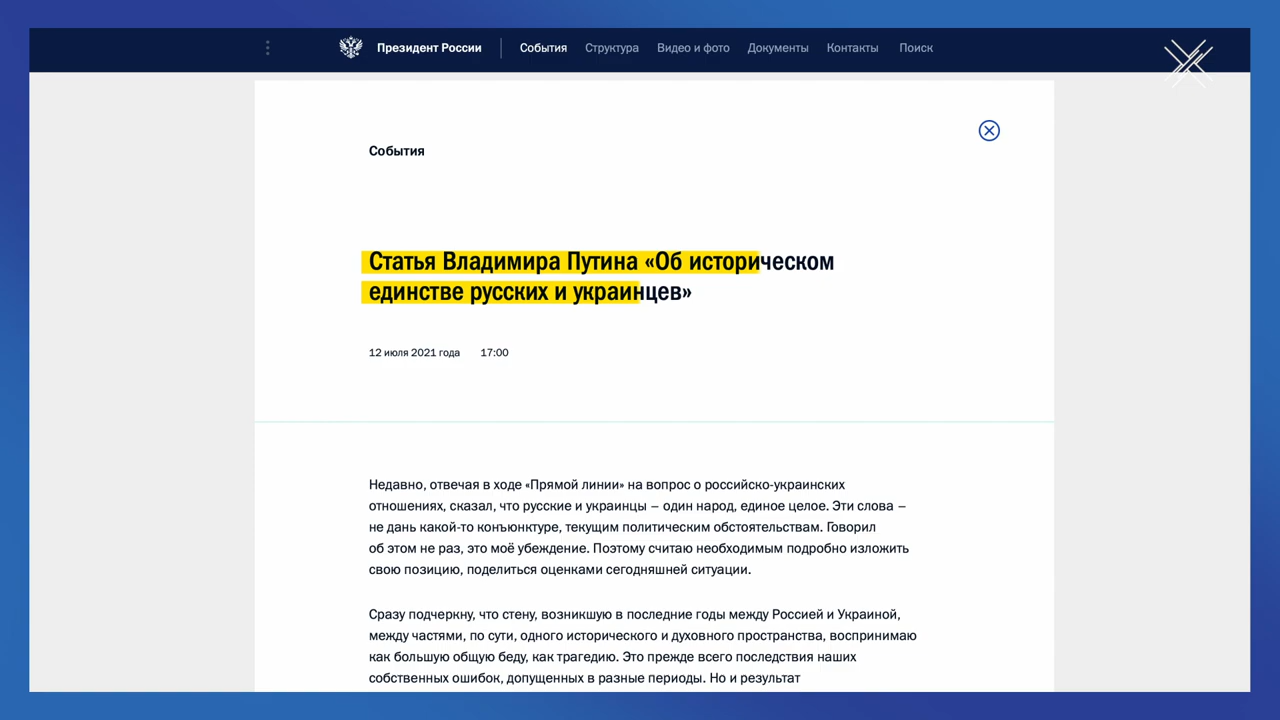 Президент России
События Структура Видео и фото Документы Контакты Поиск
События
Статья Владимира Путина «Об историческом
единстве русских и украинцев»
12 июля 2021 года 17:00
Недавно, отвечая в ходе «Прямой линии» на вопрос о российско-украинских
отношениях, сказал, что русские и украинцы – один народ, единое целое. Эти слова –
не дань какой-то конъюнктуре, текущим политическим обстоятельствам. Говорил
об этом не раз, это моё убеждение. Поэтому считаю необходимым подробно изложить
свою позицию, поделиться оценками сегодняшней ситуации.
Сразу подчеркну, что стену, возникшую в последние годы между Россией и Украиной,
между частями, по сути, одного исторического и духовного пространства, воспринимаю
как большую общую беду, как трагедию. Это прежде всего последствия наших
собственных ошибок, допущенных в разные периоды. Но и результат